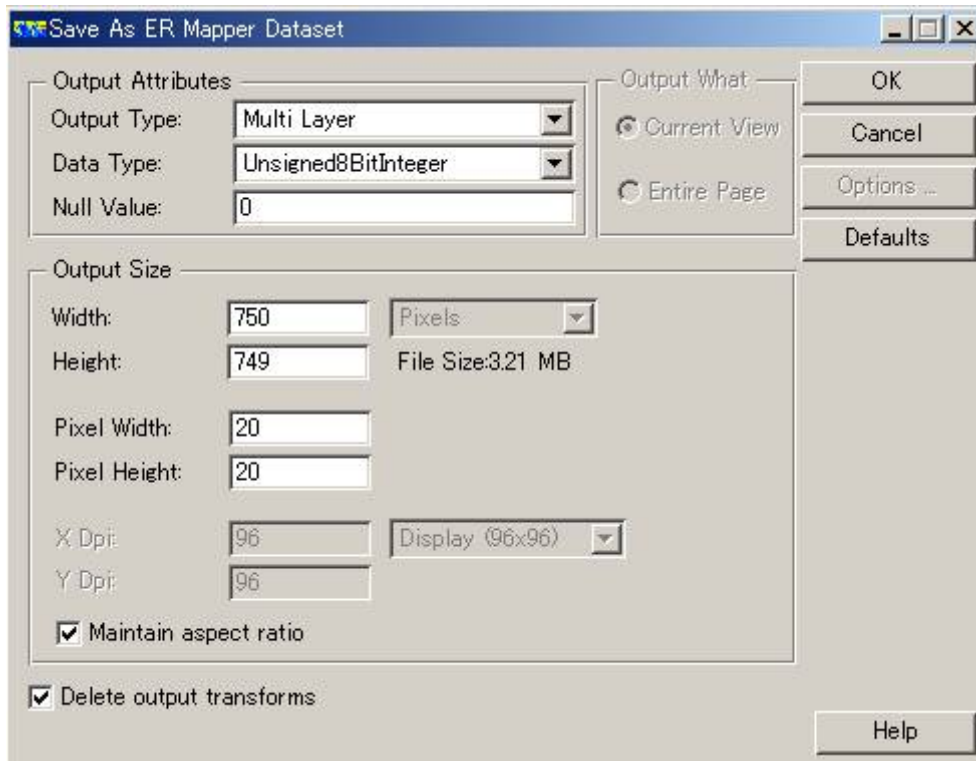 Save As ER Mapper Dataset
Output Attributes
Output Type: Multi Layer
Data Type: Unsigned8BitInteger
Null Value: 0
Output What
Current View
Entire Page
OK
Cancel
Options ...
Defaults
Output Size
Width: 750 Pixels
Height: 749 File Size:3.21 MB
Pixel Width: 20
Pixel Height: 20
X Dpi: 96 Display (96x96)
Y Dpi: 96
Maintain aspect ratio
Delete output transforms
Help